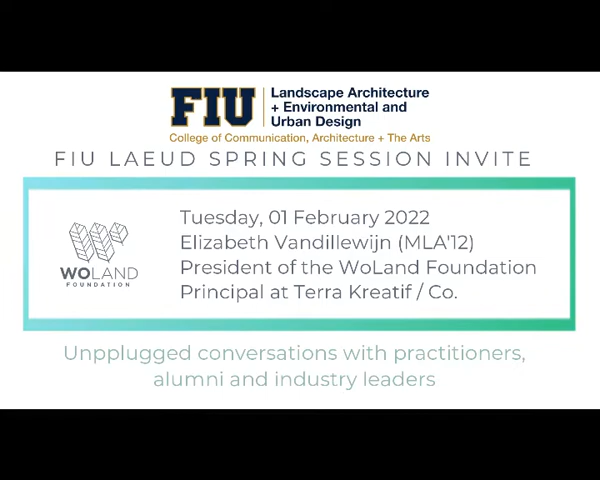 FIU
Landscape Architecture
+ Environmental and
Urban Design
College of Communication, Architecture + The Arts
FIU LAEUD SPRING SESSION INVITE
WOLAND
FOUNDATION
Tuesday, 01 February 2022
Elizabeth Vandillewijn (MLA'12)
President of the WoLand Foundation
Principal at Terra Kreatif / Co.
Unpplugged conversations with practitioners,
alumni and industry leaders